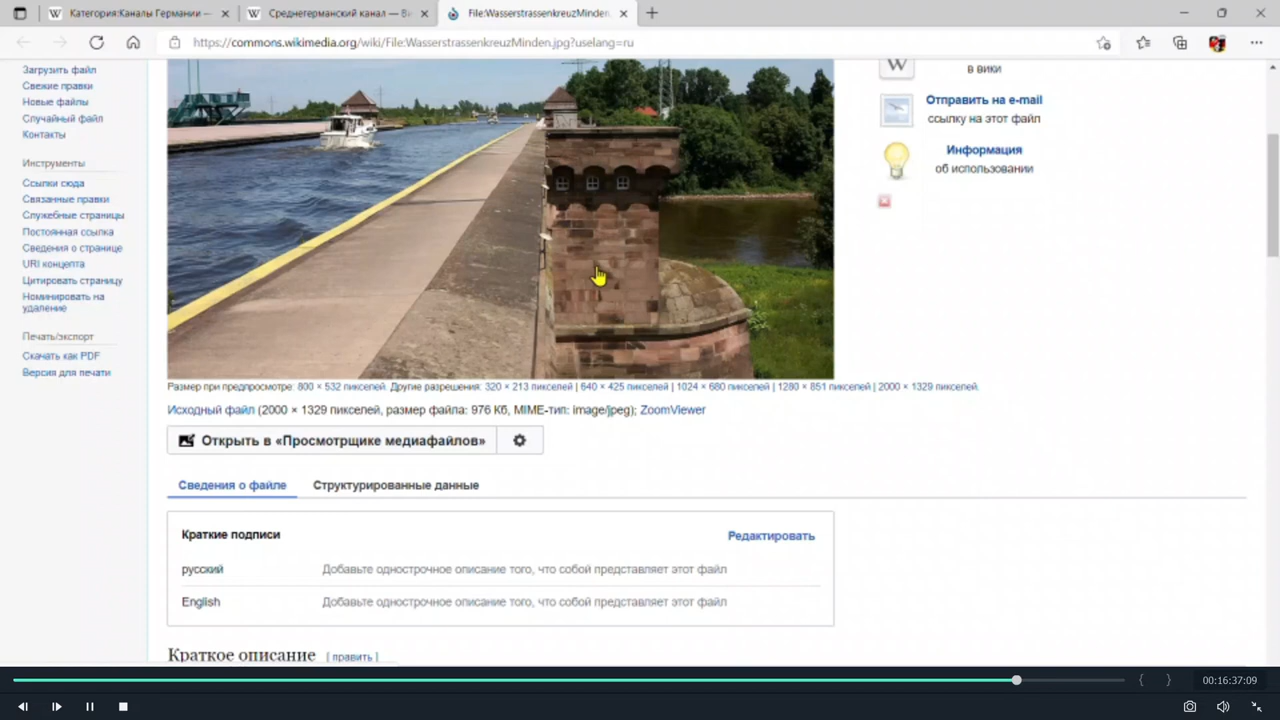 Категория:Каналы Германии —
Среднегерманский канал —
File:WasserstrassenkreuzMinden.
https://commons.wikimedia.org/wiki/File:WasserstrassenkreuzMinden.jpg?uselang=ru
Загрузить файл
Свежие правки
Новые файлы
Случайный файл
Контакты
Инструменты
Ссылки сюда
Связанные правки
Служебные страницы
Постоянная ссылка
Сведения о странице
URI концепта
Цитировать страницу
Номинировать на
удаление
Печать/экспорт
Скачать как PDF
Версия для печати
W
в вики
Отправить на e-mail
ссылку на этот файл
Информация
об использовании
Размер при предпросмотре: 800 × 532 пикселей. Другие разрешения: 320 × 213 пикселей | 640 × 425 пикселей | 1024 × 680 пикселей | 1280 × 851 пикселей | 2000 × 1329 пикселей.
Исходный файл (2000 × 1329 пикселей, размер файла: 976 Кб, MIME-тип: image/jpeg); ZoomViewer
Открыть в «Просмотрщике медиафайлов»
Сведения о файле Структурированные данные
Краткие подписи Редактировать
русский Добавьте однострочное описание того, что собой представляет этот файл
English Добавьте однострочное описание того, что собой представляет этот файл
Краткое описание [ править ]
00:16:37:09